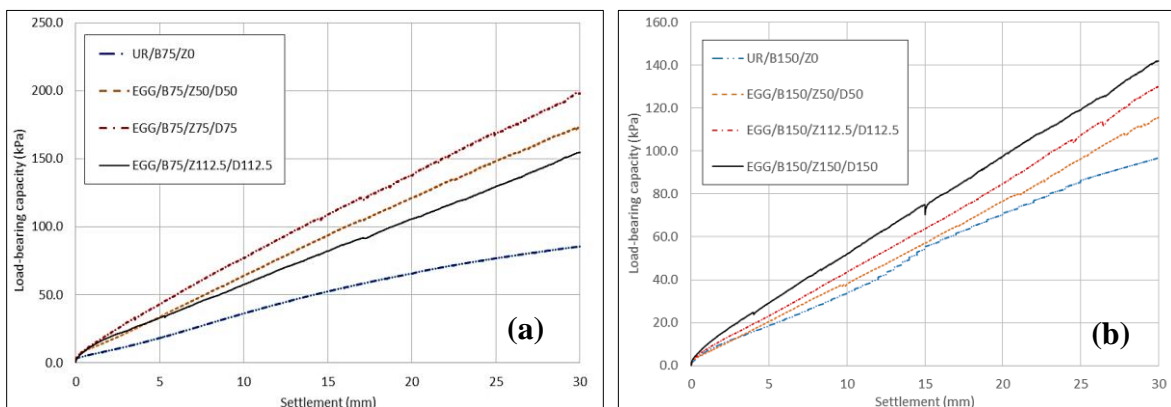 250.0
200.0
150.0
100.0
50.0
0.0
Load-bearing capacity (kPa)
UR/B75/Z0
EGG/B75/Z50/D50
EGG/B75/Z75/D75
EGG/B75/Z112.5/D112.5
(a)
0
5
10
15
20
25
30
Settlement (mm)
160.0
140.0
120.0
100.0
80.0
60.0
40.0
20.0
0.0
Load-bearing capacity (kPa)
UR/B150/Z0
EGG/B150/Z50/D50
EGG/B150/Z112.5/D112.5
EGG/B150/Z150/D150
(b)
0
5
10
15
20
25
30
Settlement (mm)